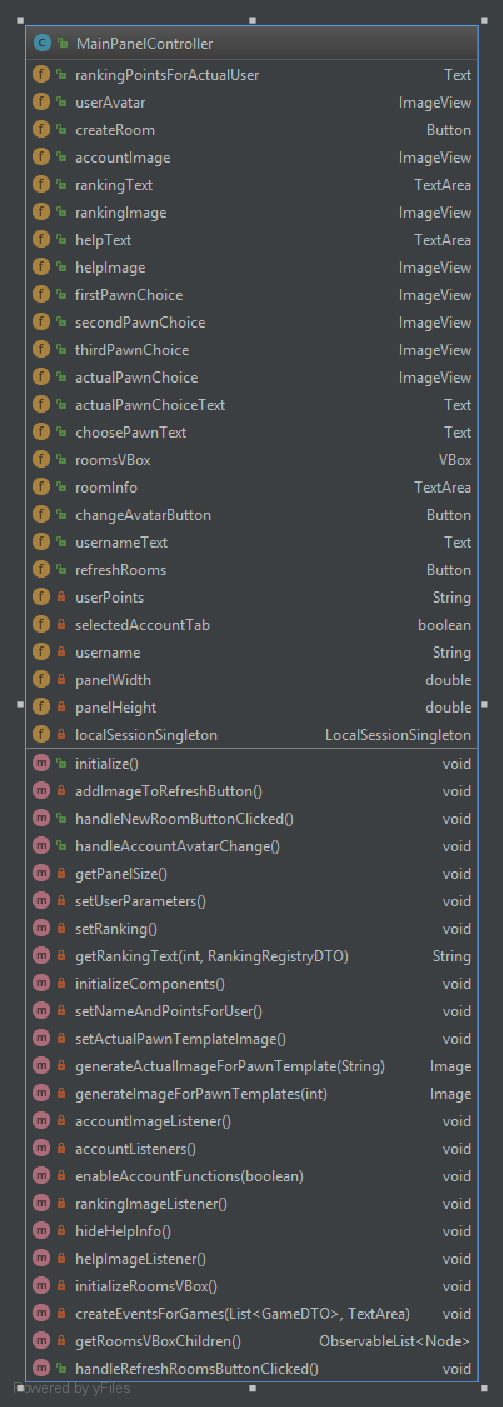 C MainPanelController
f rankingPointsForActualUser Text
f userAvatar ImageView
f createRoom Button
f accountImage ImageView
f rankingText TextArea
f rankingImage ImageView
f helpText TextArea
f helpImage ImageView
f firstPawnChoice ImageView
f secondPawnChoice ImageView
f thirdPawnChoice ImageView
f actualPawnChoice ImageView
f actualPawnChoiceText Text
f choosePawnText Text
f roomsVBox VBox
f roomInfo TextArea
f changeAvatarButton Button
f usernameText Text
f refreshRooms Button
f userPoints String
f selectedAccountTab boolean
f username String
f panelWidth double
f panelHeight double
f localSessionSingleton LocalSessionSingleton
m initialize() void
m addImageToRefreshButton() void
m handleNewRoomButtonClicked() void
m handleAccountAvatarChange() void
m getPanelSize() void
m setUserParameters() void
m setRanking() void
m getRankingText(int, RankingRegistryDTO) String
m initializeComponents() void
m setNameAndPointsForUser() void
m setActualPawnTemplateImage() void
m generateActualImageForPawnTemplate(String) Image
m generateImageForPawnTemplates(int) Image
m accountImageListener() void
m accountListeners() void
m enableAccountFunctions(boolean) void
m rankingImageListener() void
m hideHelpInfo() void
m helpImageListener() void
m initializeRoomsVBox() void
m createEventsForGames(List<GameDTO>, TextArea) void
m getRoomsVBoxChildren() ObservableList<Node>
m handleRefreshRoomsButtonClicked() void
Powered by yFiles